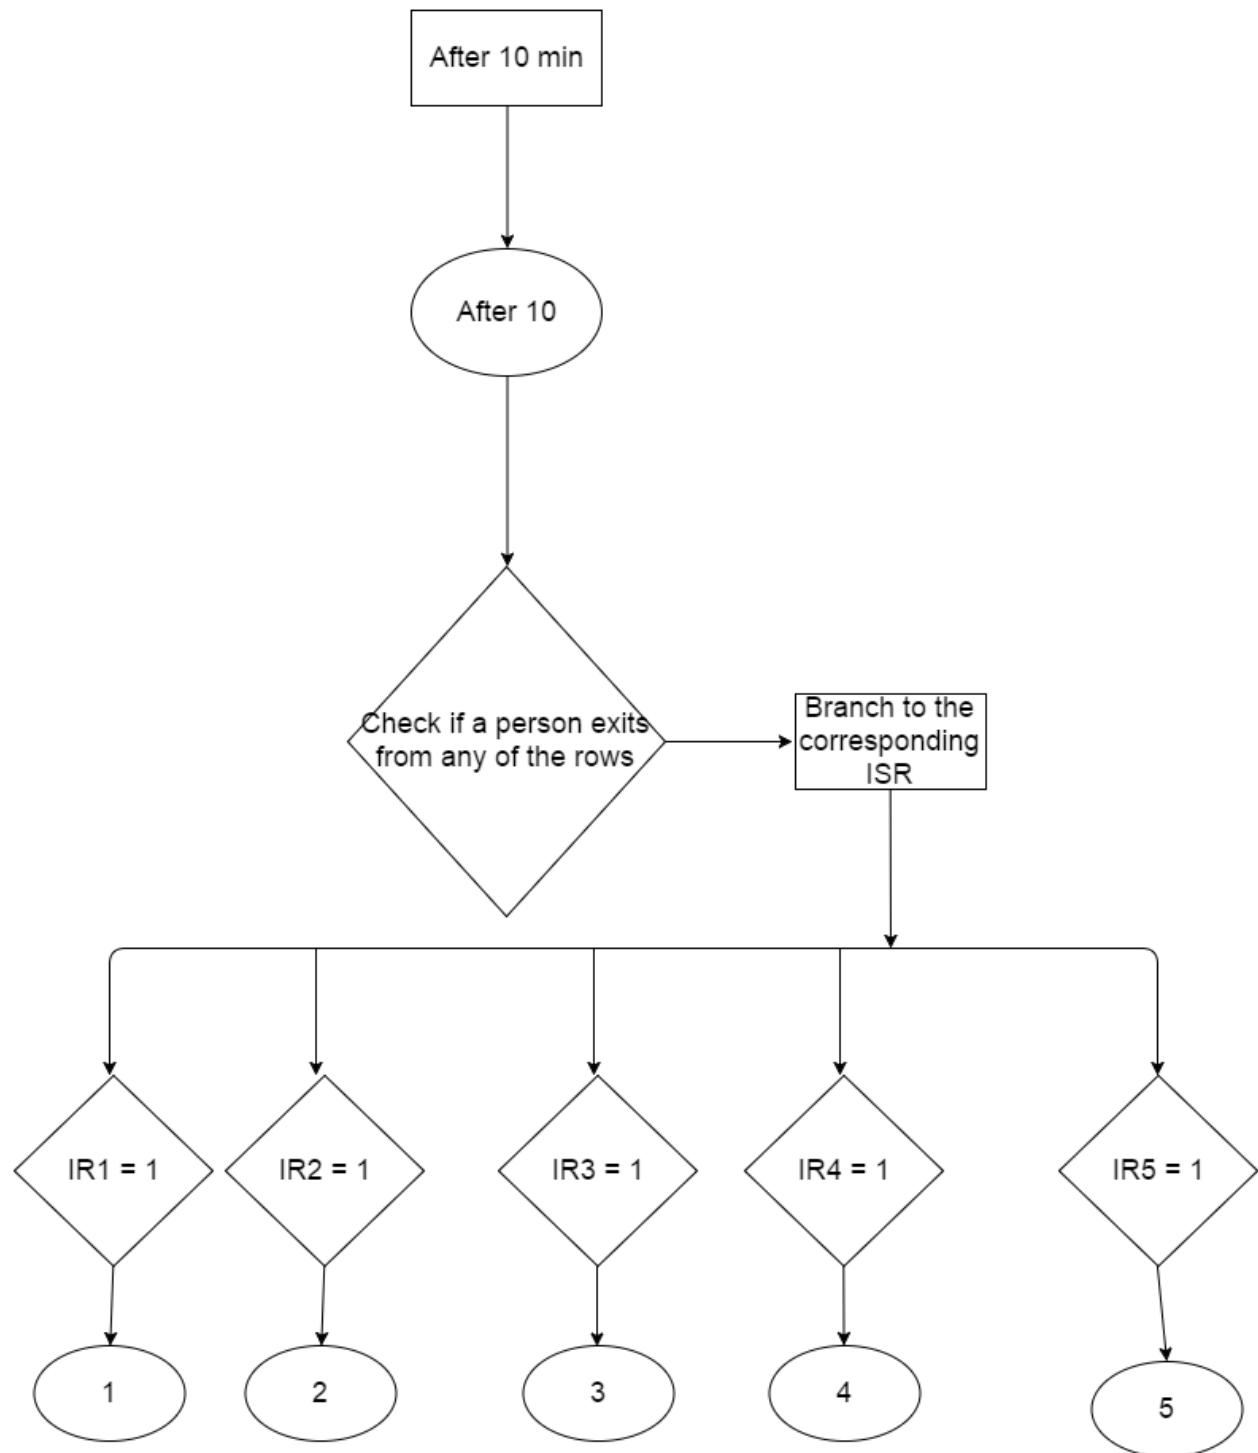 After 10 min
After 10
Check if a person exits
from any of the rows
Branch to the
corresponding
ISR
IR1 = 1
IR2 = 1
IR3 = 1
IR4 = 1
IR5 = 1
1
2
3
4
5